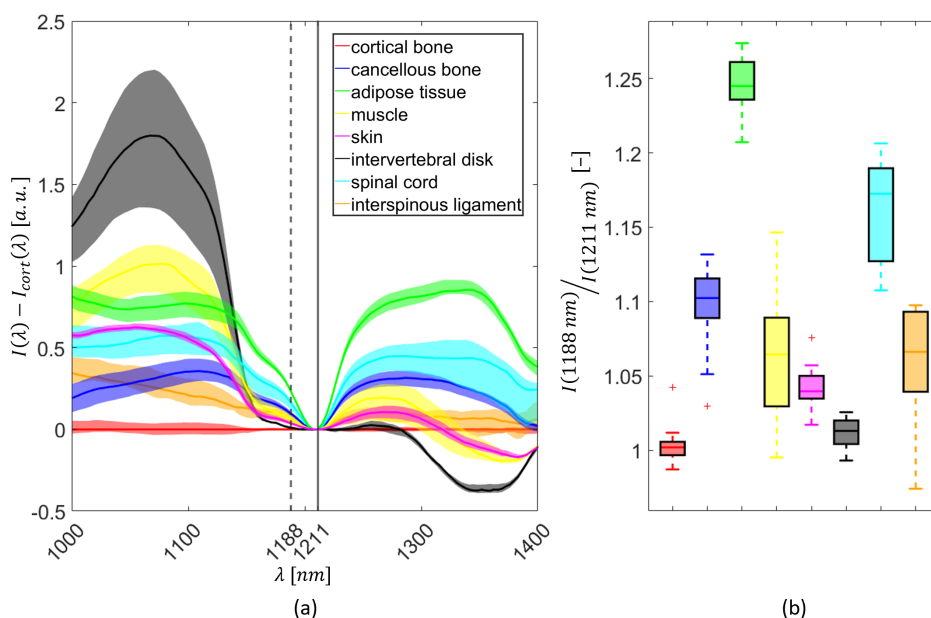 2.5
2
1.5
1
0.5
0
-0.5
I(λ) − I_cort(λ) [a.u.]
cortical bone
cancellous bone
adipose tissue
muscle
skin
intervertebral disk
spinal cord
interspinous ligament
1000
1100
1188
1211
1300
1400
λ [nm]
(a)
1.25
1.2
1.15
1.1
1.05
1
I(1188 nm)/I(1211 nm) [−]
(b)